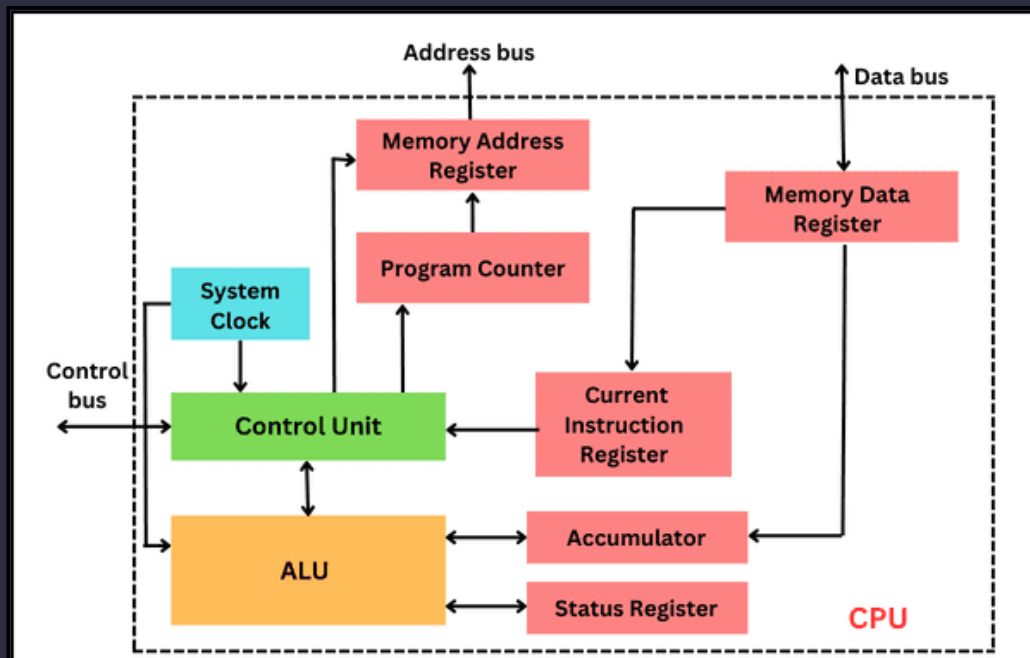 Address bus
Data bus
Memory Address
Register
Memory Data
Register
Program Counter
System
Clock
Control
bus
Control Unit
Current
Instruction
Register
ALU
Accumulator
Status Register
CPU